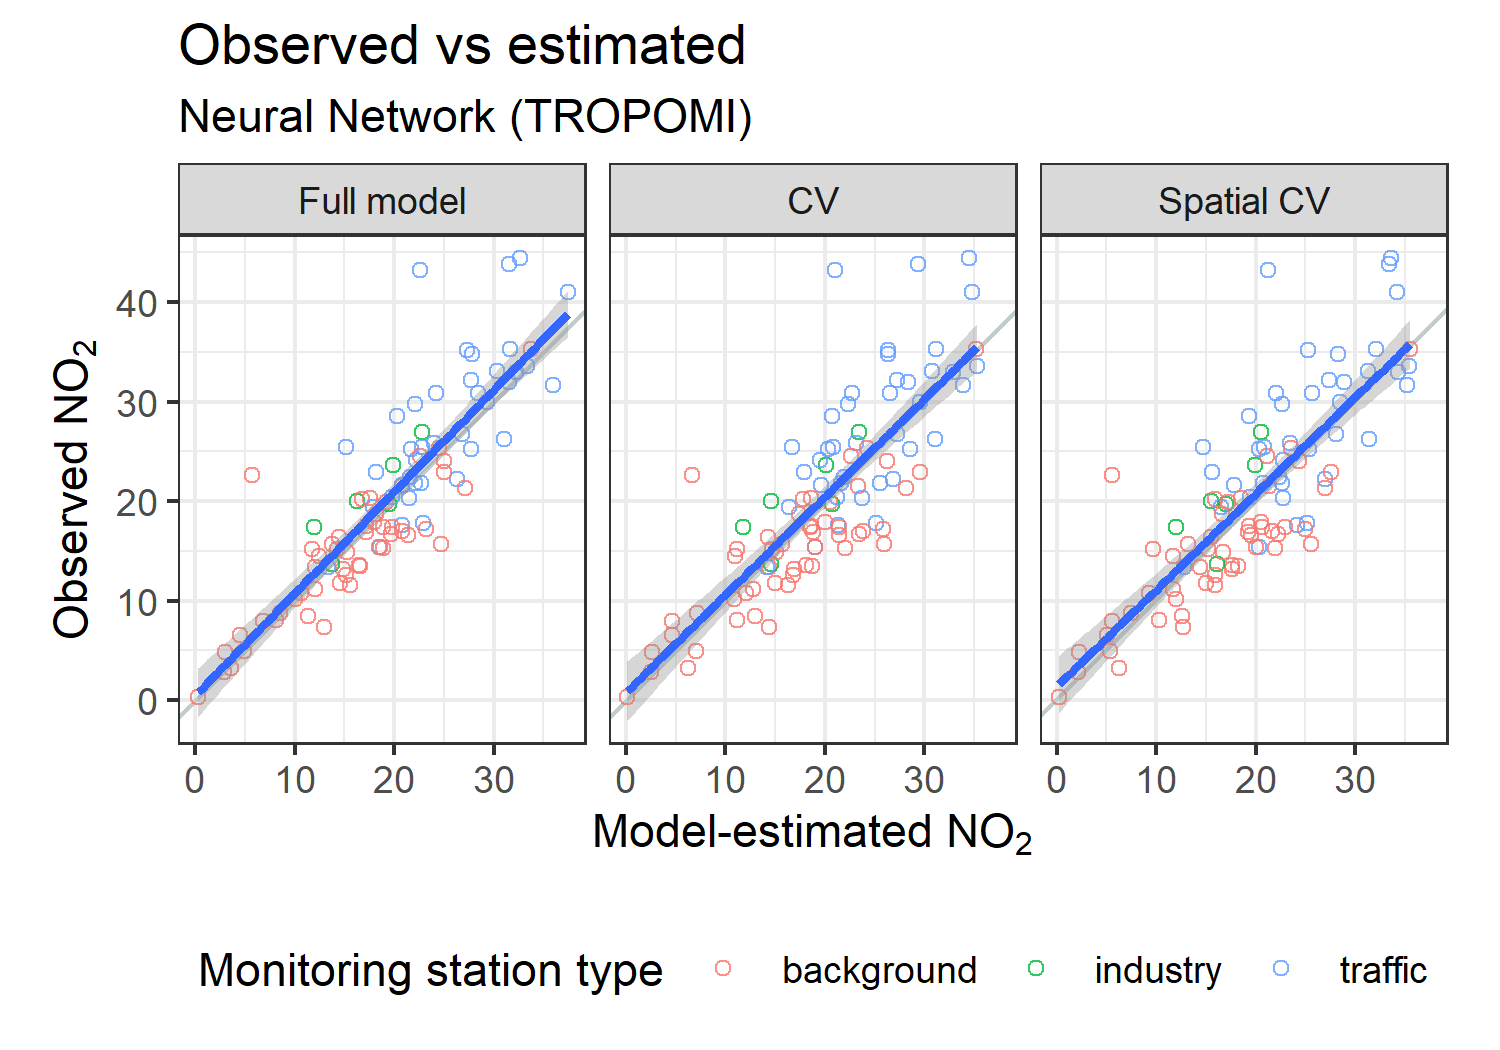 Observed vs estimated
Neural Network (TROPOMI)
Full model CV Spatial CV
Observed NO₂
40
30
20
10
0
0 10 20 30 0 10 20 30 0 10 20 30
Model-estimated NO₂
Monitoring station type background industry traffic